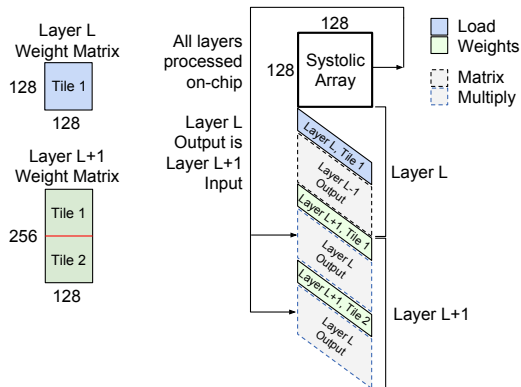 Layer L
Weight Matrix
128
Tile 1
128
Layer L+1
Weight Matrix
256
Tile 1
Tile 2
128
All layers
processed
on-chip
Layer L
Output is
Layer L+1
Input
128
128
Systolic
Array
Layer L, Tile 1
Layer L-1
Output
Layer L+1, Tile 1
Layer L
Output
Layer L+1, Tile 2
Layer L
Output
Layer L
Layer L+1
Load
Weights
Matrix
Multiply